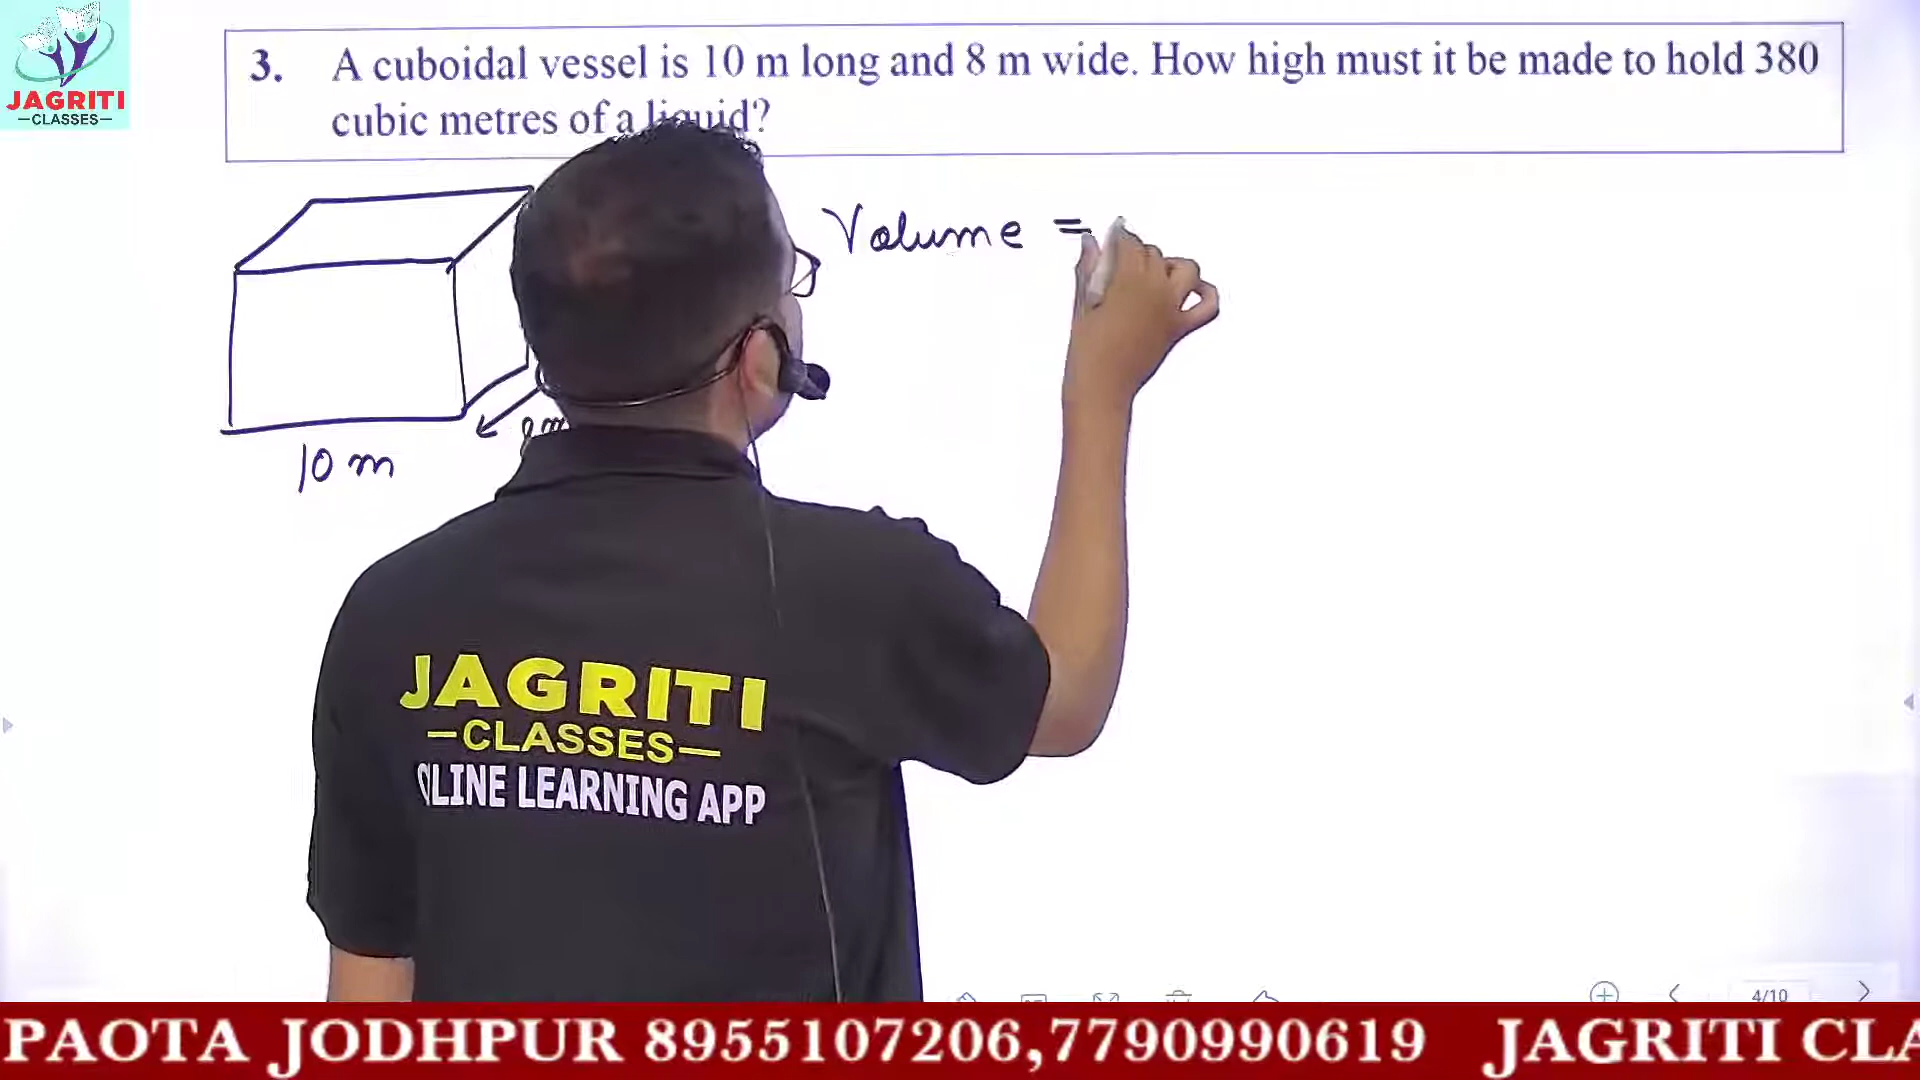 JAGRITI
—CLASSES—
3. A cuboidal vessel is 10 m long and 8 m wide. How high must it be made to hold 380
cubic metres of a liquid?
Volume =
10 m
JAGRITI
—CLASSES—
LINE LEARNING APP
4/10
PAOTA JODHPUR 8955107206,7790990619 JAGRITI CLA